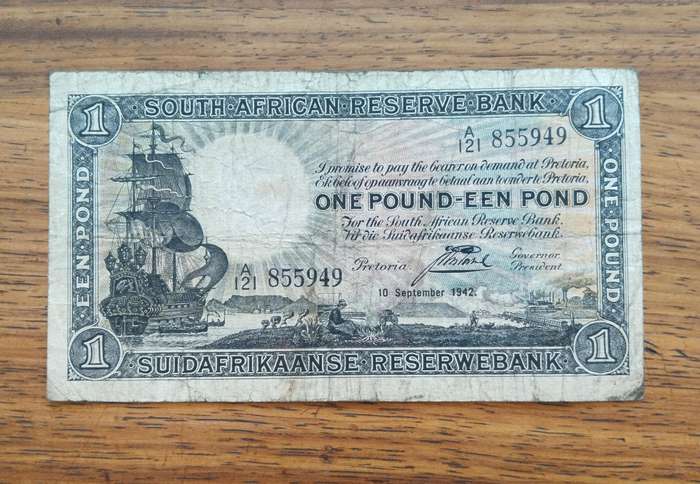 1 · SOUTH · AFRICAN · RESERVE · BANK · 1
A/121 855949
I promise to pay the bearer on demand at Pretoria.
Ek beloof op aanvraag te betaal aan toonder te Pretoria.
ONE POUND-EEN POND
For the South African Reserve Bank.
Vir die Suidafrikaanse Reserwebank.
A/121 855949
Pretoria.
Governor.
President
10 September 1942.
EEN · POND
ONE · POUND
1 · SUIDAFRIKAANSE · RESERWEBANK · 1